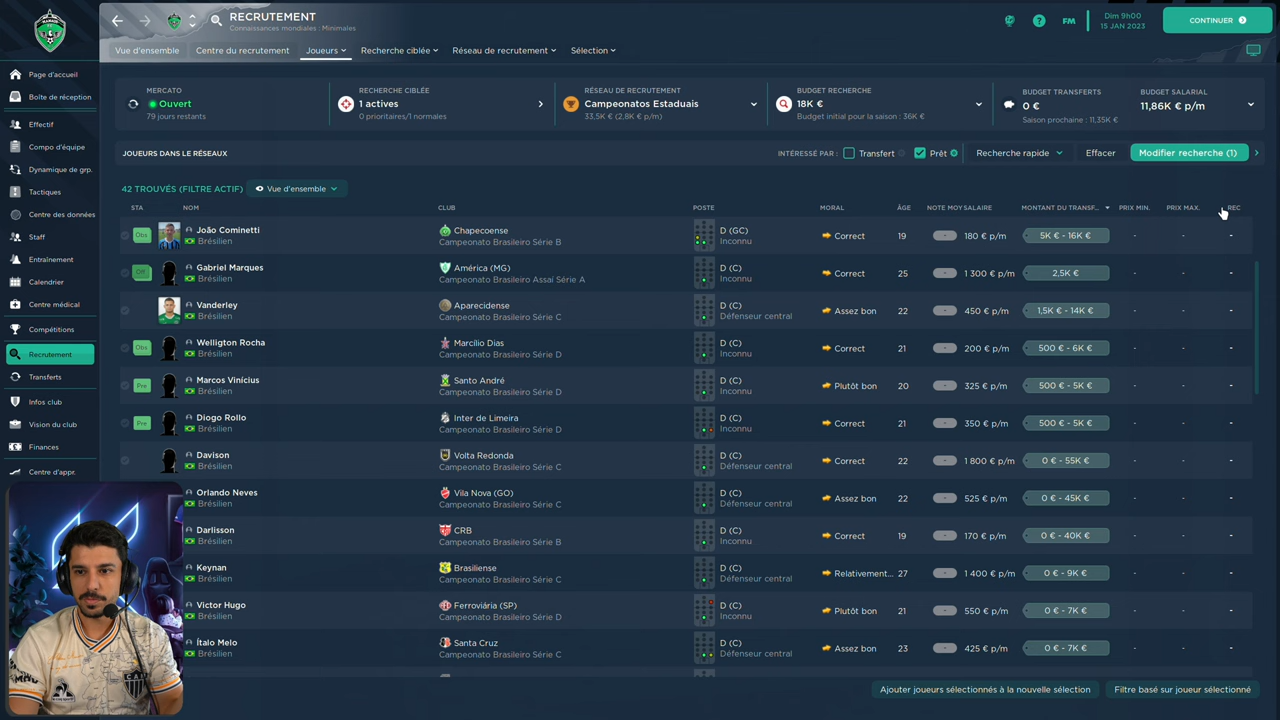 RECRUTEMENT
Connaissances mondiales : Minimales
FM
Dim 9h00
15 JAN 2023
CONTINUER
Vue d'ensemble
Centre du recrutement
Joueurs
Recherche ciblée
Réseau de recrutement
Sélection
Page d'accueil
Boîte de réception
Effectif
Compo d'équipe
Dynamique de grp.
Tactiques
Centre des données
Staff
Entraînement
Calendrier
Centre médical
Compétitions
Recrutement
Transferts
Infos club
Vision du club
Finances
Centre d'appr.
MERCATO
Ouvert
79 jours restants
RECHERCHE CIBLÉE
1 actives
0 prioritaires/1 normales
RÉSEAU DE RECRUTEMENT
Campeonatos Estaduais
33,5K € (2,8K € p/m)
BUDGET RECHERCHE
18K €
Budget initial pour la saison : 36K €
BUDGET TRANSFERTS
0 €
Saison prochaine : 11,35K €
BUDGET SALARIAL
11,86K € p/m
JOUEURS DANS LE RÉSEAUX
INTÉRESSÉ PAR :
Transfert
Prêt
Recherche rapide
Effacer
Modifier recherche (1)
42 TROUVÉS (FILTRE ACTIF)
Vue d'ensemble
STA NOM CLUB POSTE MORAL ÂGE NOTE MOY SALAIRE MONTANT DU TRANSF... PRIX MIN. PRIX MAX. REC
Obs João Cominetti Chapecoense D (GC) Correct 19 - 180 € p/m 5K € - 16K € - - -
Brésilien Campeonato Brasileiro Série B Inconnu
Off Gabriel Marques América (MG) D (C) Correct 25 - 1 300 € p/m 2,5K € - - -
Brésilien Campeonato Brasileiro Assaí Série A Inconnu
Vanderley Aparecidense D (C) Assez bon 22 - 450 € p/m 1,5K € - 14K € - - -
Brésilien Campeonato Brasileiro Série C Défenseur central
Obs Welligton Rocha Marcílio Dias D (C) Correct 21 - 200 € p/m 500 € - 6K € - - -
Brésilien Campeonato Brasileiro Série D Inconnu
Pre Marcos Vinícius Santo André D (C) Plutôt bon 20 - 325 € p/m 500 € - 5K € - - -
Brésilien Campeonato Brasileiro Série D Inconnu
Pre Diogo Rollo Inter de Limeira D (C) Correct 21 - 350 € p/m 500 € - 5K € - - -
Brésilien Campeonato Brasileiro Série D Inconnu
Davison Volta Redonda D (C) Correct 22 - 1 800 € p/m 0 € - 55K € - - -
Brésilien Campeonato Brasileiro Série C Défenseur central
Orlando Neves Vila Nova (GO) D (C) Assez bon 22 - 525 € p/m 0 € - 45K € - - -
Brésilien Campeonato Brasileiro Série C Défenseur central
Darlisson CRB D (C) Correct 19 - 170 € p/m 0 € - 40K € - - -
Brésilien Campeonato Brasileiro Série B Inconnu
Keynan Brasiliense D (C) Relativement... 27 - 1 400 € p/m 0 € - 9K € - - -
Brésilien Campeonato Brasileiro Série C Défenseur central
Victor Hugo Ferroviária (SP) D (C) Plutôt bon 21 - 550 € p/m 0 € - 7K € - - -
Brésilien Campeonato Brasileiro Série D Inconnu
Ítalo Melo Santa Cruz D (C) Assez bon 23 - 425 € p/m 0 € - 7K € - - -
Brésilien Campeonato Brasileiro Série C Défenseur central
Ajouter joueurs sélectionnés à la nouvelle sélection
Filtre basé sur joueur sélectionné